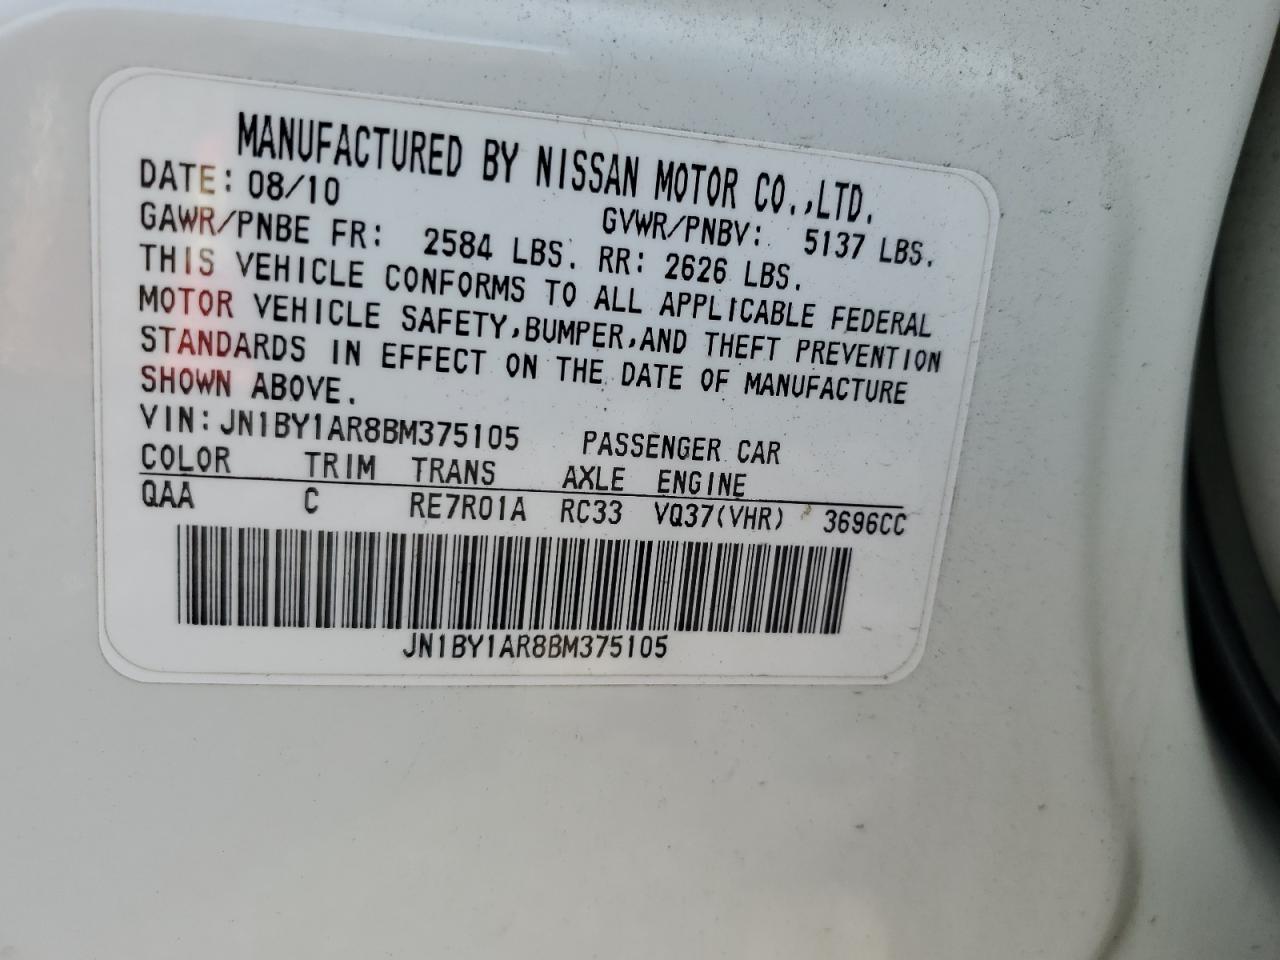 MANUFACTURED BY NISSAN MOTOR CO.,LTD.
DATE: 08/10 GVWR/PNBV: 5137 LBS.
GAWR/PNBE FR: 2584 LBS. RR: 2626 LBS.
THIS VEHICLE CONFORMS TO ALL APPLICABLE FEDERAL
MOTOR VEHICLE SAFETY,BUMPER,AND THEFT PREVENTION
STANDARDS IN EFFECT ON THE DATE OF MANUFACTURE
SHOWN ABOVE.
VIN:JN1BY1AR8BM375105 PASSENGER CAR
COLOR TRIM TRANS AXLE ENGINE
QAA C RE7R01A RC33 VQ37(VHR) 3696CC
JN1BY1AR8BM375105